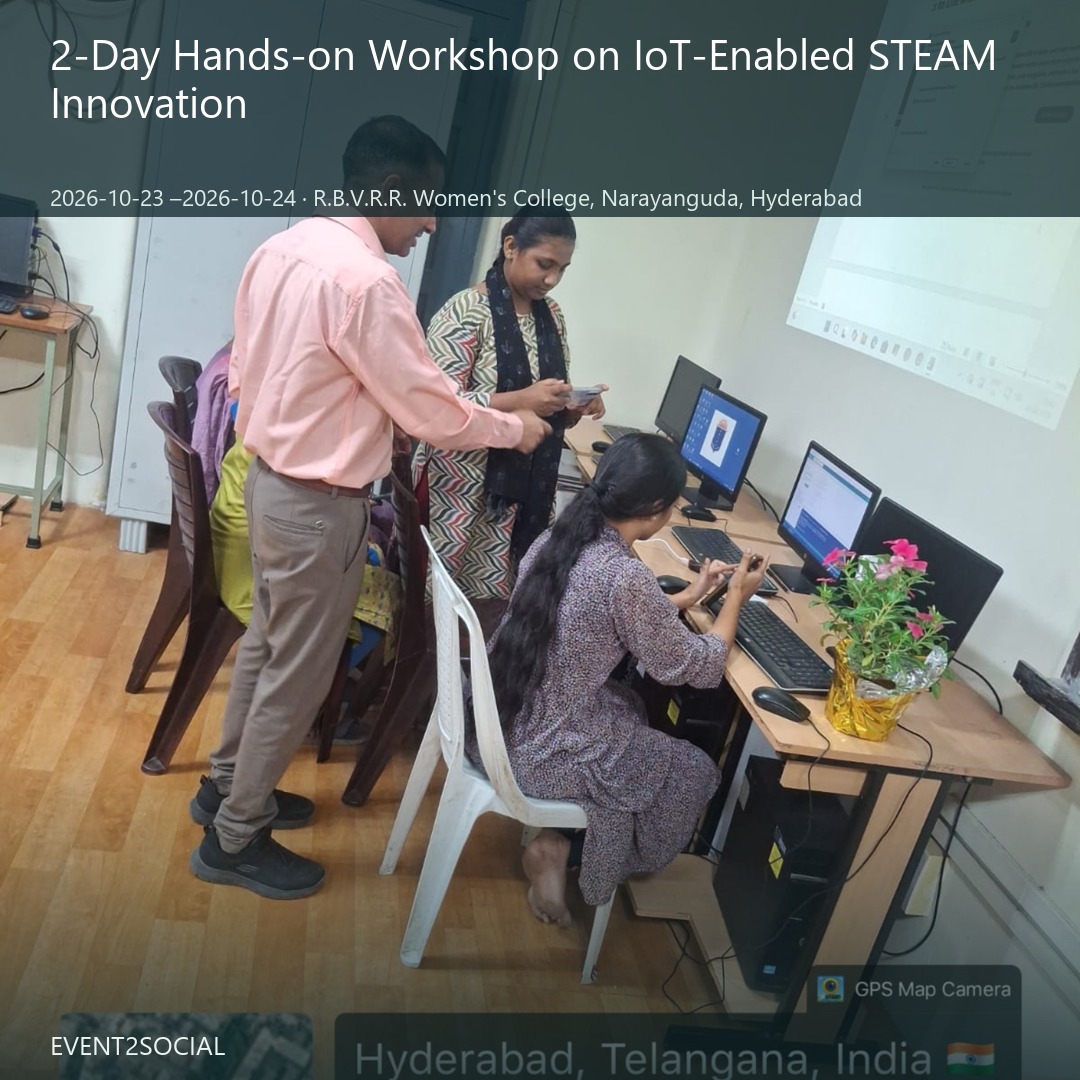 2-Day Hands-on Workshop on IoT-Enabled STEAM
Innovation
2026-10-23 –2026-10-24 · R.B.V.R.R. Women's College, Narayanguda, Hyderabad
GPS Map Camera
EVENT2SOCIAL
Hyderabad, Telangana, India